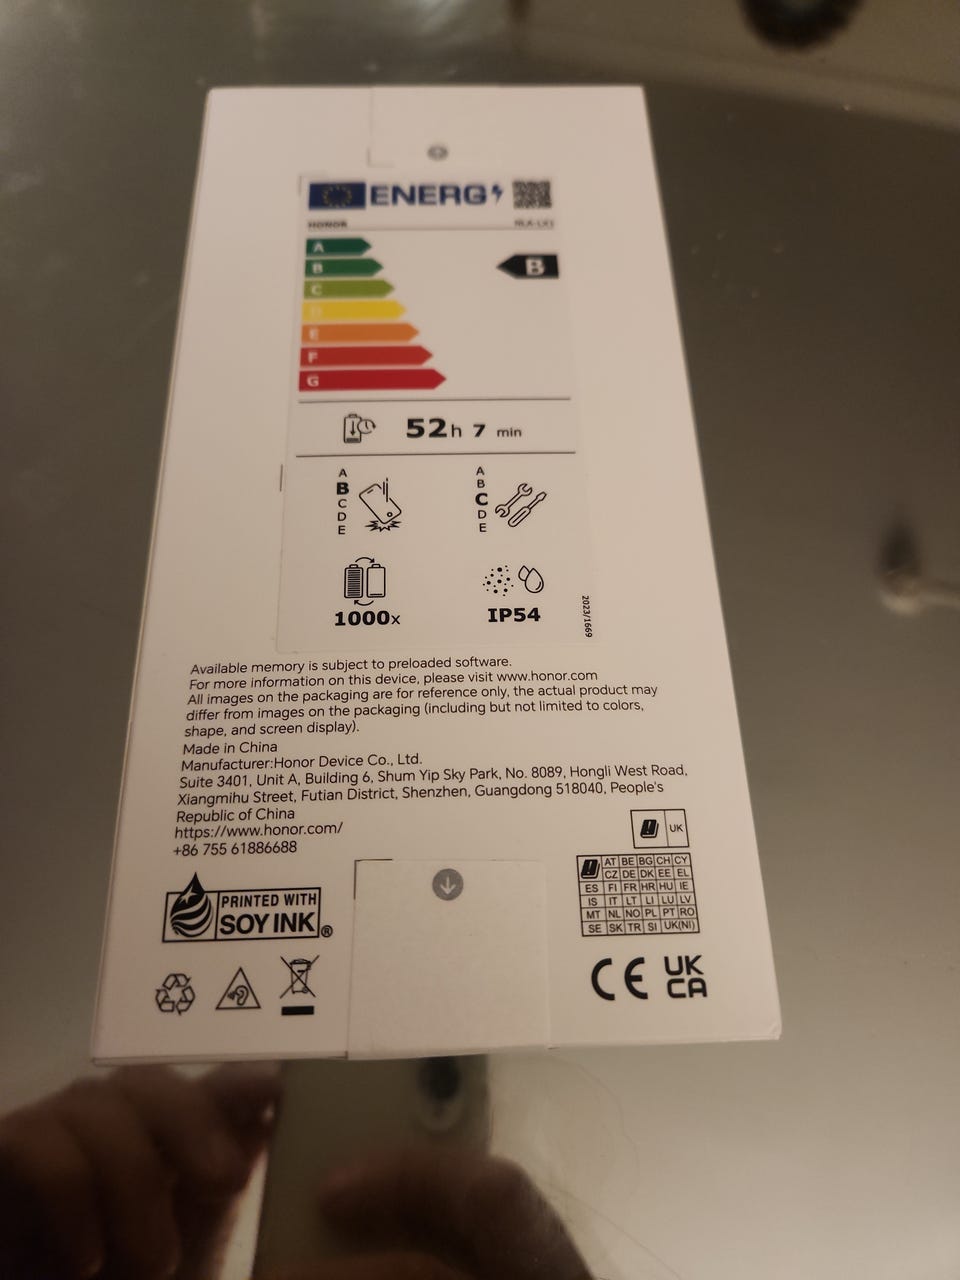 ENERG
HONOR
A
B
C
D
E
F
G
B
52h 7 min
A
B
C
D
E
A
B
C
D
E
1000x
IP54
2023/1669
Available memory is subject to preloaded software.
For more information on this device, please visit www.honor.com
All images on the packaging are for reference only, the actual product may
differ from images on the packaging (including but not limited to colors,
shape, and screen display).
Made in China
Manufacturer:Honor Device Co., Ltd.
Suite 3401, Unit A, Building 6, Shum Yip Sky Park, No. 8089, Hongli West Road,
Xiangmihu Street, Futian District, Shenzhen, Guangdong 518040, People's
Republic of China
https://www.honor.com/
+86 755 61886688
UK
AT BE BG CH CY
CZ DE DK EE EL
ES FI FR HR HU IE
IS IT LT LI LU LV
MT NL NO PL PT RO
SE SK TR SI UK(NI)
PRINTED WITH
SOY INK®
CE
UK
CA